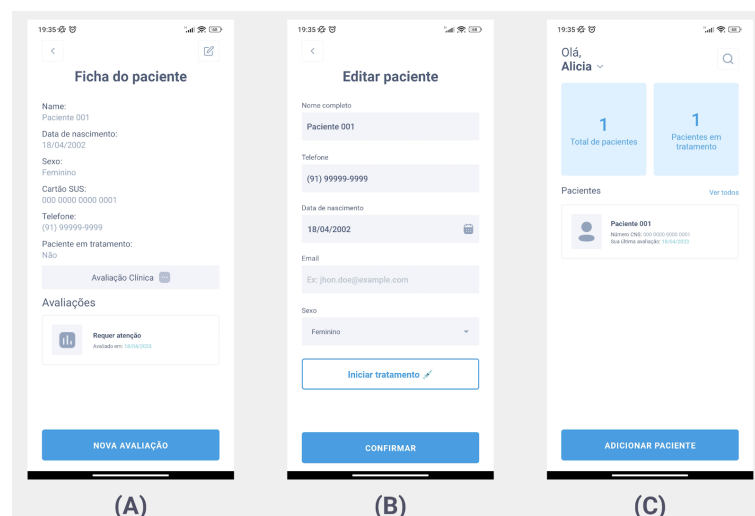 19:35
68
Ficha do paciente
Name:
Paciente 001
Data de nascimento:
18/04/2002
Sexo:
Feminino
Cartão SUS:
000 0000 0000 0001
Telefone:
(91) 99999-9999
Paciente em tratamento:
Não
Avaliação Clínica
Avaliações
Requer atenção
Avaliado em: 18/04/2023
NOVA AVALIAÇÃO
(A)
19:35
68
Editar paciente
Nome completo
Paciente 001
Telefone
(91) 99999-9999
Data de nascimento
18/04/2002
Email
Ex: jhon.doe@example.com
Sexo
Feminino
Iniciar tratamento
CONFIRMAR
(B)
19:35
68
Olá,
Alicia
1
Total de pacientes
1
Pacientes em
tratamento
Pacientes
Ver todos
Paciente 001
Número CNS: 000 0000 0000 0001
Sua última avaliação: 18/04/2023
ADICIONAR PACIENTE
(C)